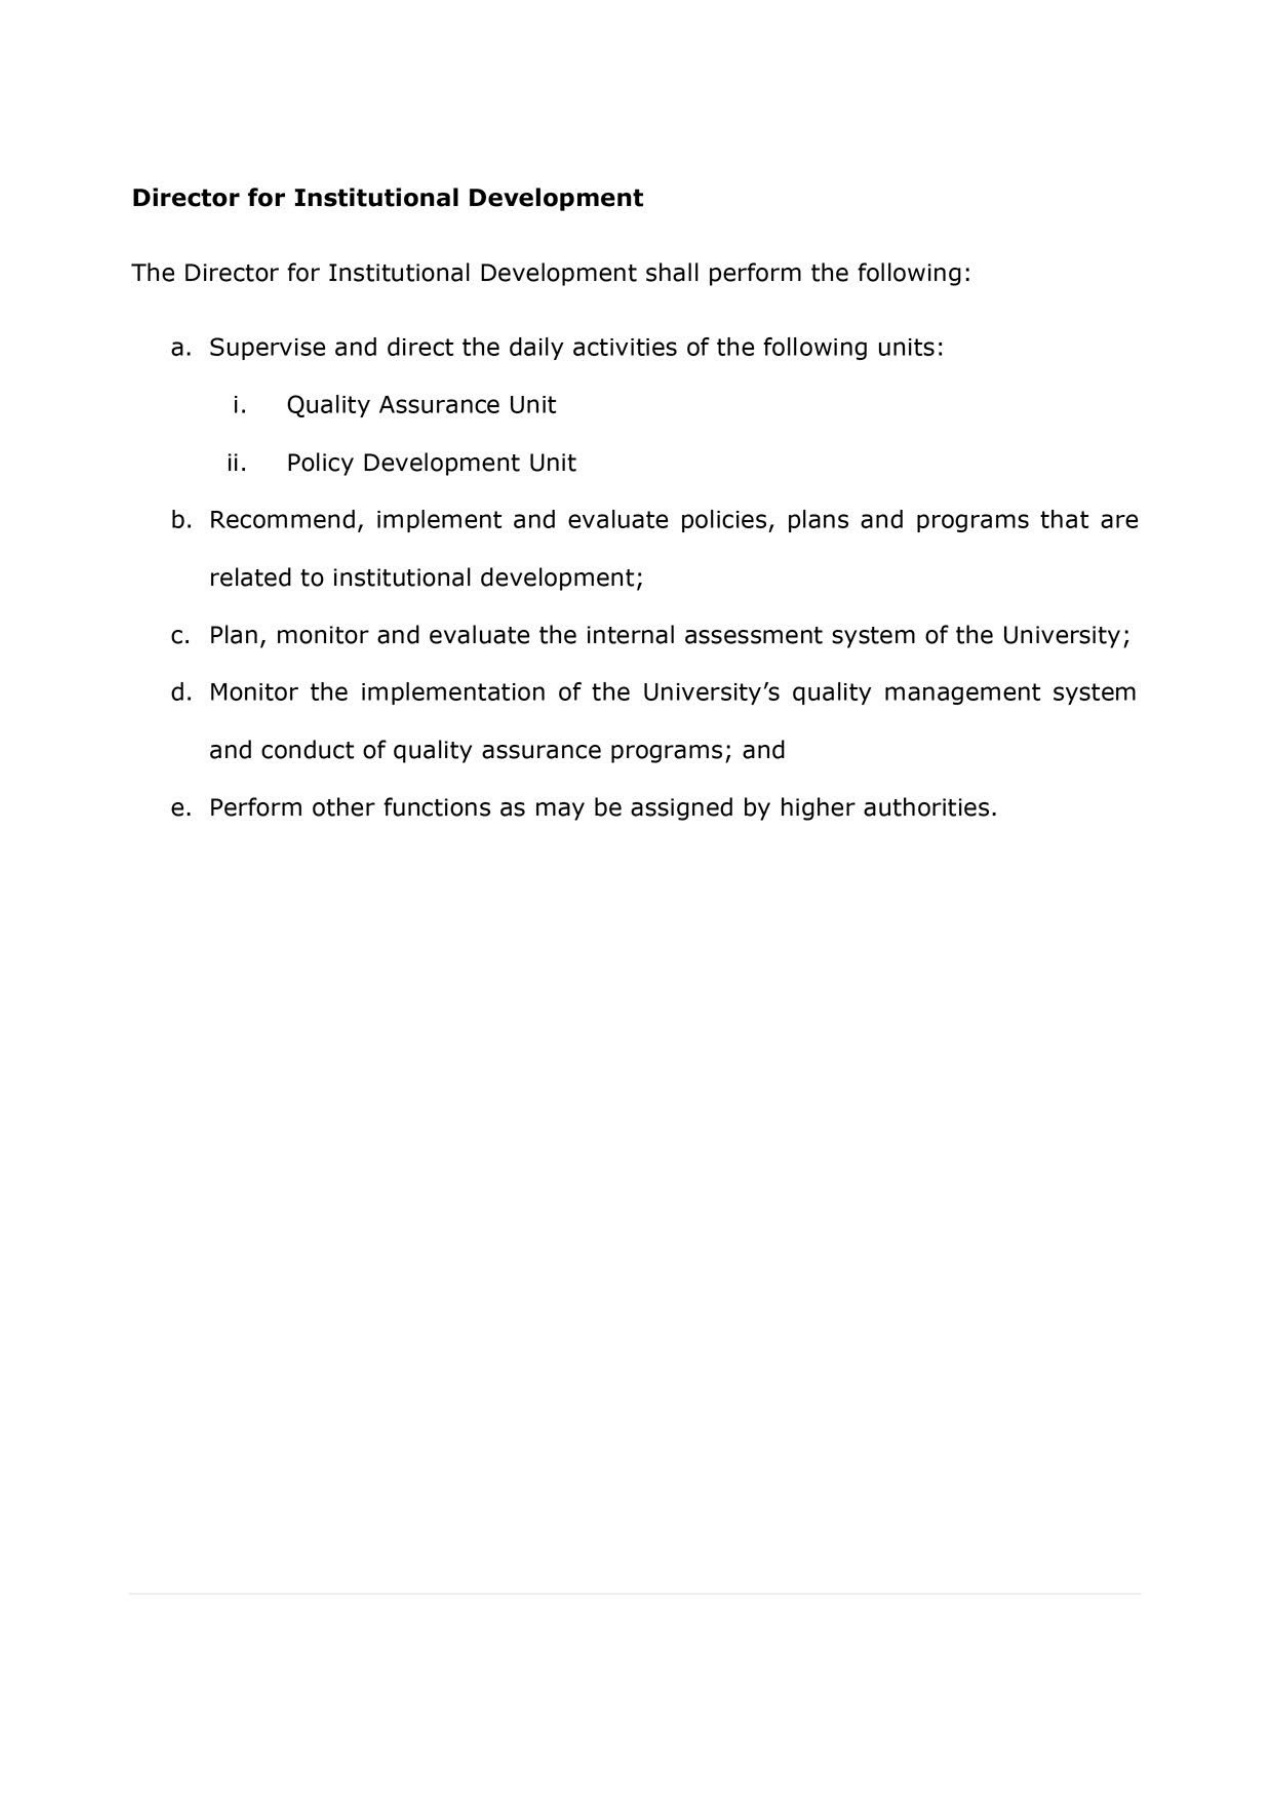 Director for Institutional Development
The Director for Institutional Development shall perform the following:
a. Supervise and direct the daily activities of the following units:
i. Quality Assurance Unit
ii. Policy Development Unit
b. Recommend, implement and evaluate policies, plans and programs that are
related to institutional development;
c. Plan, monitor and evaluate the internal assessment system of the University;
d. Monitor the implementation of the University’s quality management system
and conduct of quality assurance programs; and
e. Perform other functions as may be assigned by higher authorities.